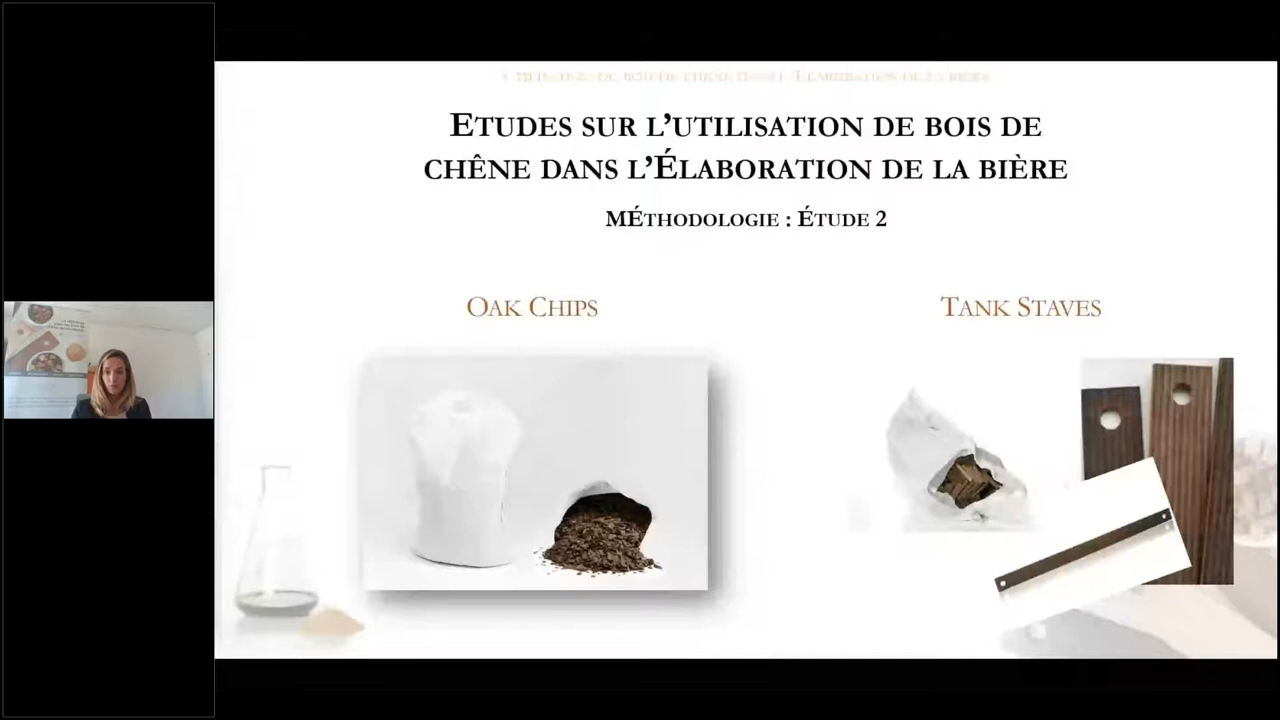 ETUDES SUR L'UTILISATION DE BOIS DE
CHÊNE DANS L'ÉLABORATION DE LA BIÈRE
MÉTHODOLOGIE : ÉTUDE 2
OAK CHIPS
TANK STAVES